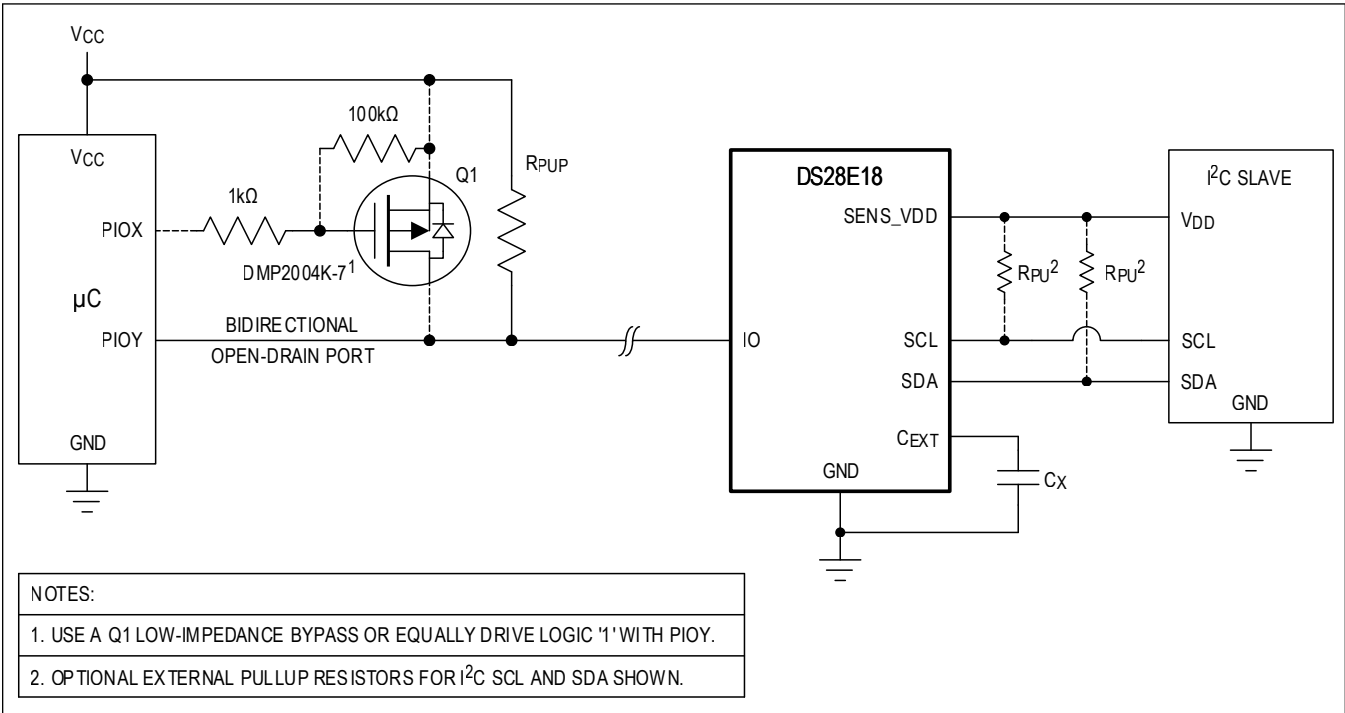 VCC
100kΩ
VCC
RPUP
DS28E18
I²C SLAVE
Q1
1kΩ
SENS_VDD
VDD
PIOX
DMP2004K-7¹
RPU²
RPU²
µC
PIOY
BIDIRECTIONAL
OPEN-DRAIN PORT
IO
SCL
SCL
SDA
SDA
GND
GND
CEXT
GND
CX
NOTES:
1. USE A Q1 LOW-IMPEDANCE BYPASS OR EQUALLY DRIVE LOGIC '1' WITH PIOY.
2. OPTIONAL EXTERNAL PULLUP RESISTORS FOR I²C SCL AND SDA SHOWN.